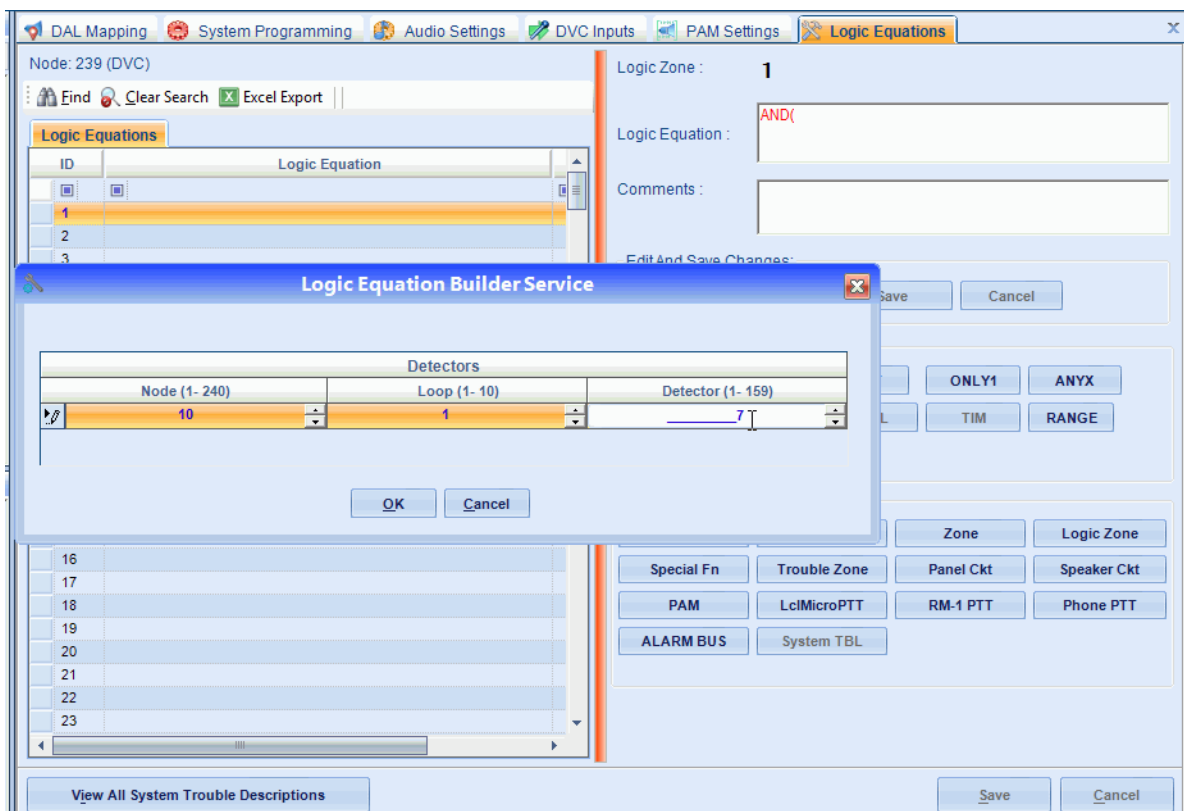 DAL Mapping System Programming Audio Settings DVC Inputs PAM Settings Logic Equations X
Node: 239 (DVC)
Find Clear Search Excel Export
Logic Equations
ID Logic Equation
1
2
3
Logic Zone : 1
Logic Equation : AND(
Comments :
Edit And Save Changes:
Save Cancel
Logic Equation Builder Service
Detectors
Node (1- 240) Loop (1- 10) Detector (1- 159)
10 1 7
OK Cancel
ONLY1 ANYX
L TIM RANGE
Zone Logic Zone
Special Fn Trouble Zone Panel Ckt Speaker Ckt
PAM LclMicroPTT RM-1 PTT Phone PTT
ALARM BUS System TBL
16
17
18
19
20
21
22
23
View All System Trouble Descriptions Save Cancel